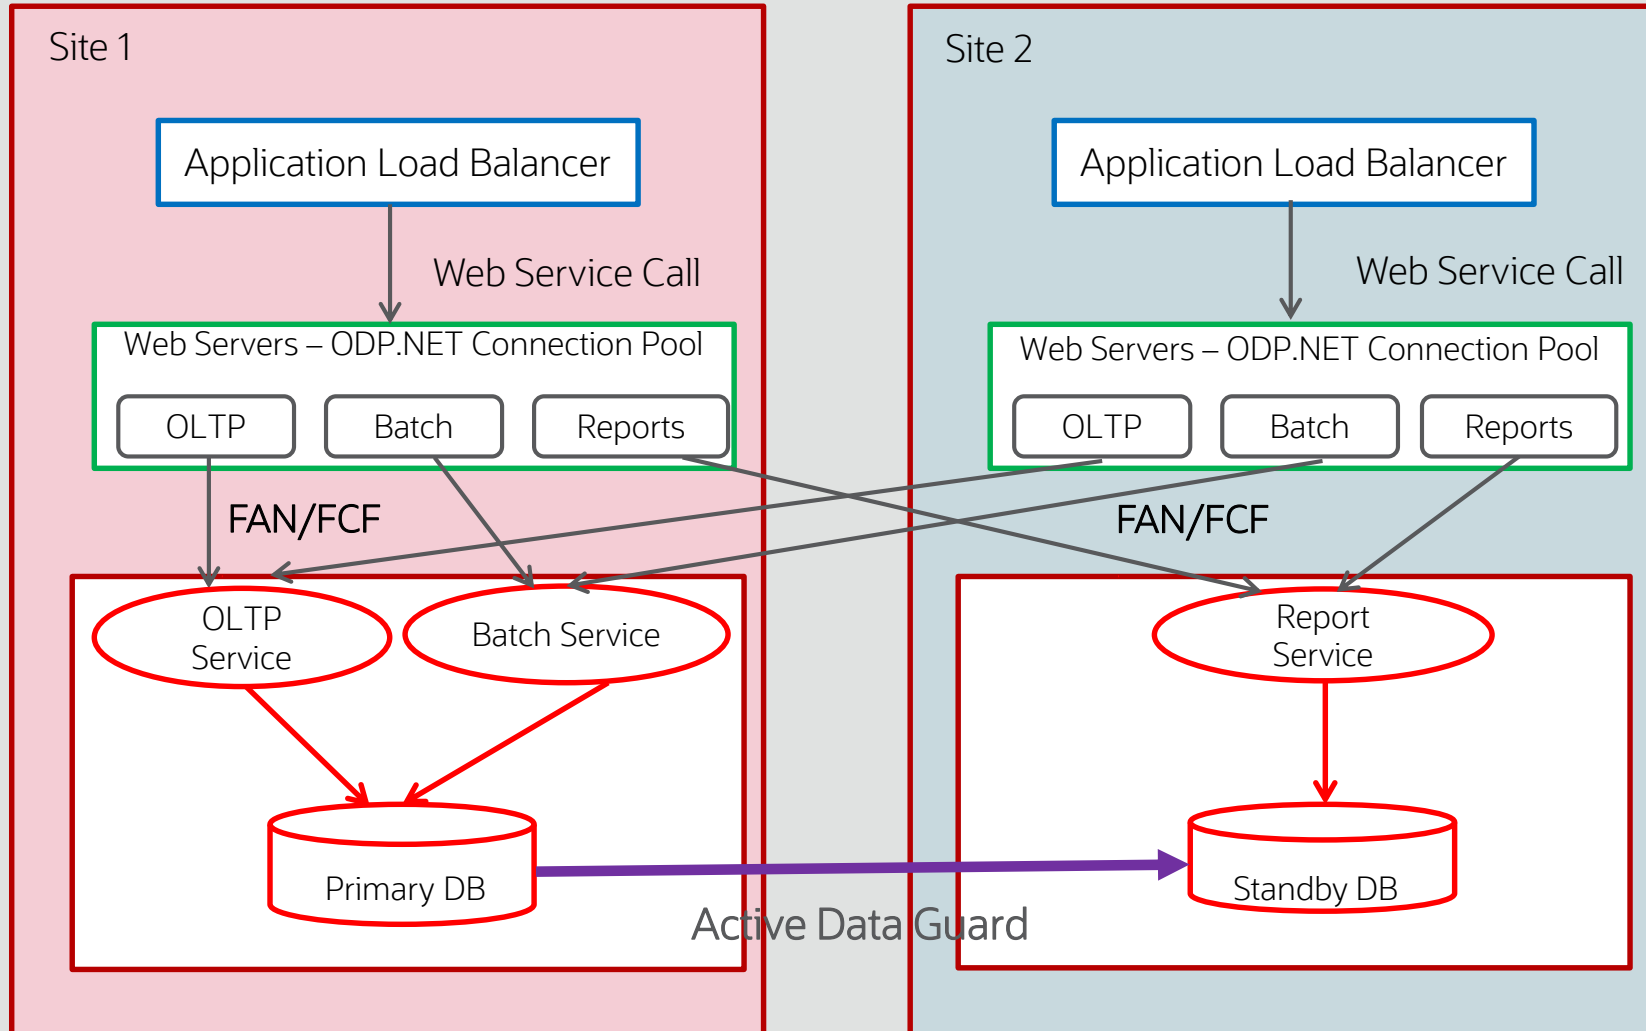 Site 1
Application Load Balancer
Web Service Call
Web Servers – ODP.NET Connection Pool
OLTP
Batch
Reports
FAN/FCF
OLTP
Service
Batch Service
Primary DB
Active Data Guard
Site 2
Application Load Balancer
Web Service Call
Web Servers – ODP.NET Connection Pool
OLTP
Batch
Reports
FAN/FCF
Report
Service
Standby DB